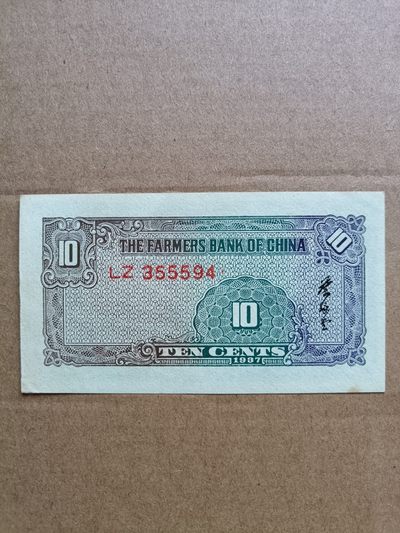 10
THE FARMERS BANK OF CHINA
10
LZ 355594
10
TEN CENTS
1937